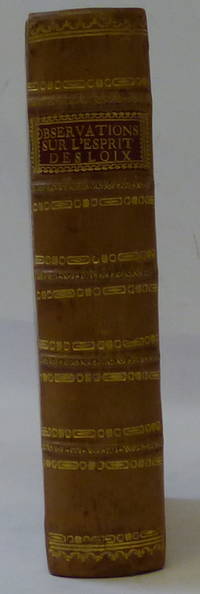 OBSERVATIONS
SUR L'ESPRIT
DES LOIX